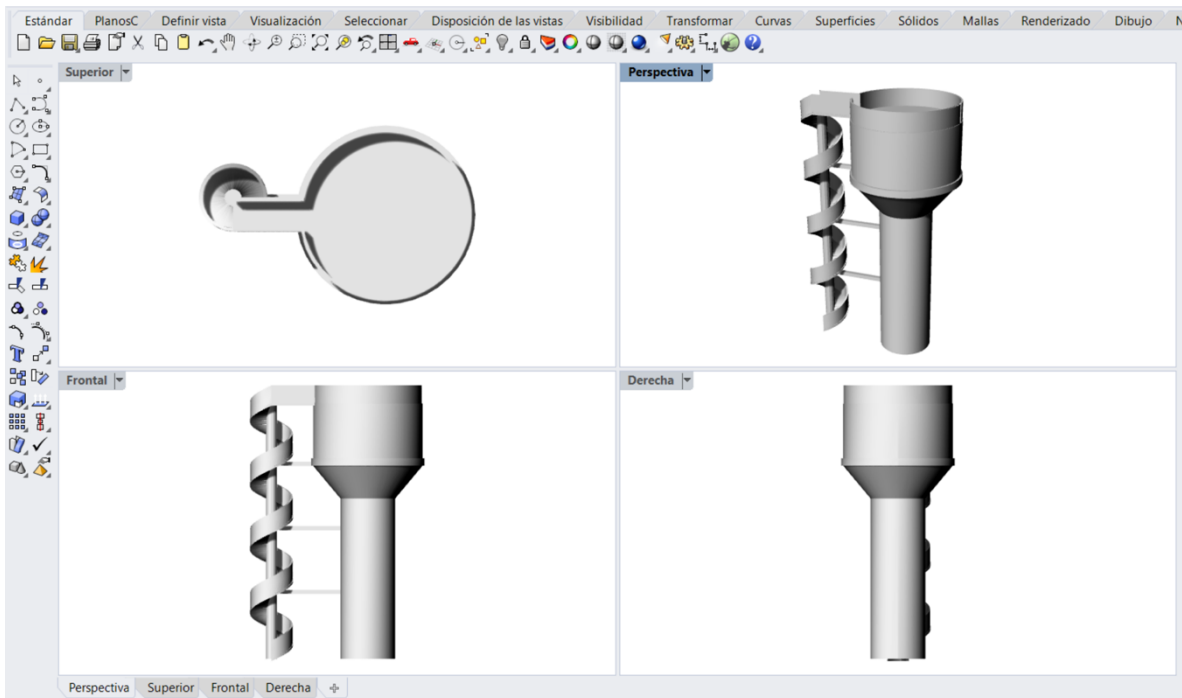 Estándar PlanosC Definir vista Visualización Seleccionar Disposición de las vistas Visibilidad Transformar Curvas Superficies Sólidos Mallas Renderizado Dibujo
Superior
Perspectiva
Frontal
Derecha
Perspectiva Superior Frontal Derecha